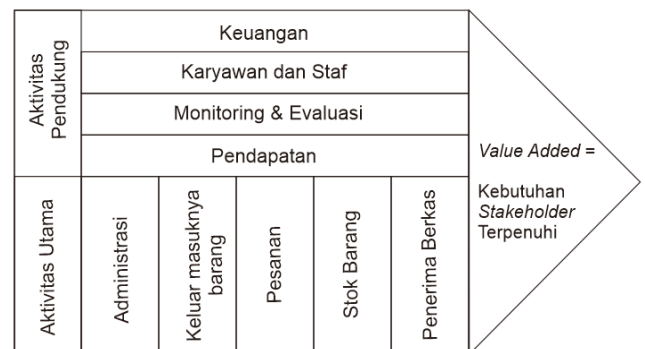 Aktivitas
Pendukung
Keuangan
Karyawan dan Staf
Monitoring & Evaluasi
Pendapatan
Aktivitas Utama
Administrasi
Keluar masuknya
barang
Pesanan
Stok Barang
Penerima Berkas
Value Added =
Kebutuhan
Stakeholder
Terpenuhi